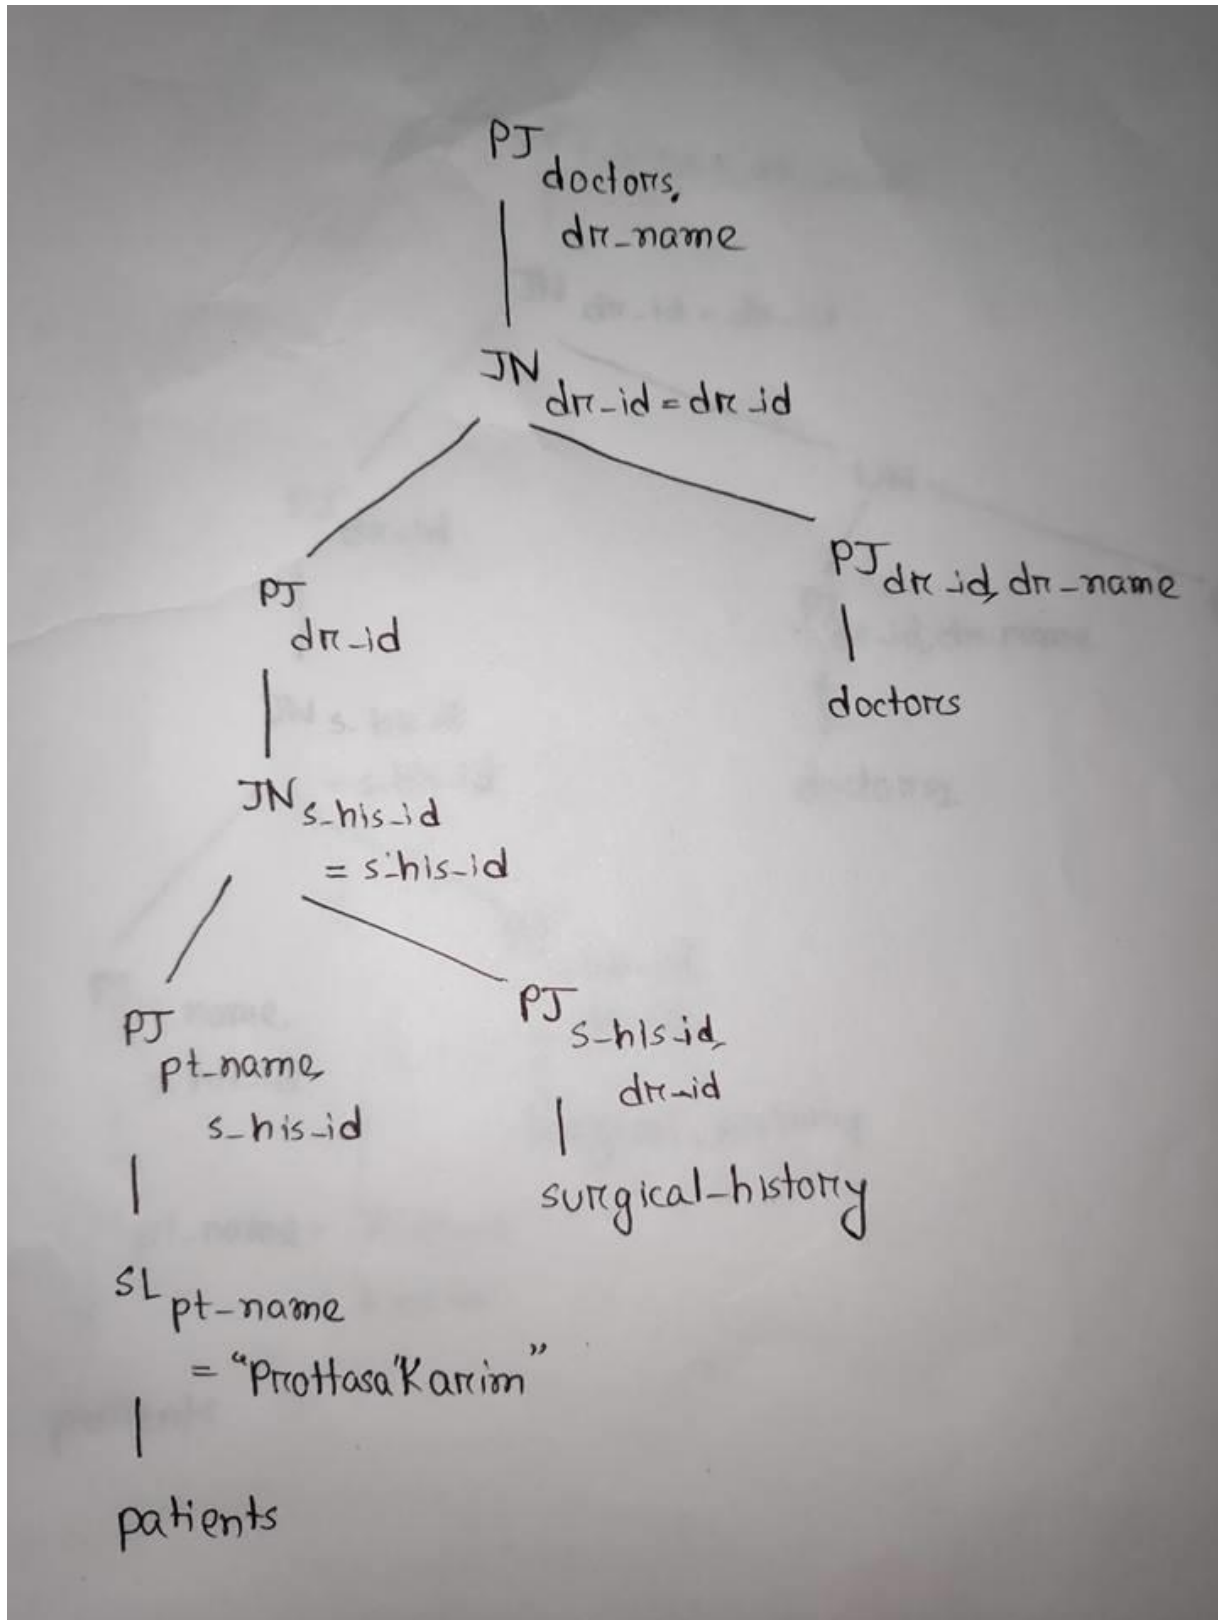 PJ
doctors,
dr_name
JN
dr_id = dr_id
PJ
dr_id
PJ dr_id, dr_name
doctors
JN s_his_id
= s_his_id
PJ
pt_name,
s_his_id
PJ
s_his_id,
dr_id
surgical_history
SL pt_name
= "Prottasa Karim"
patients